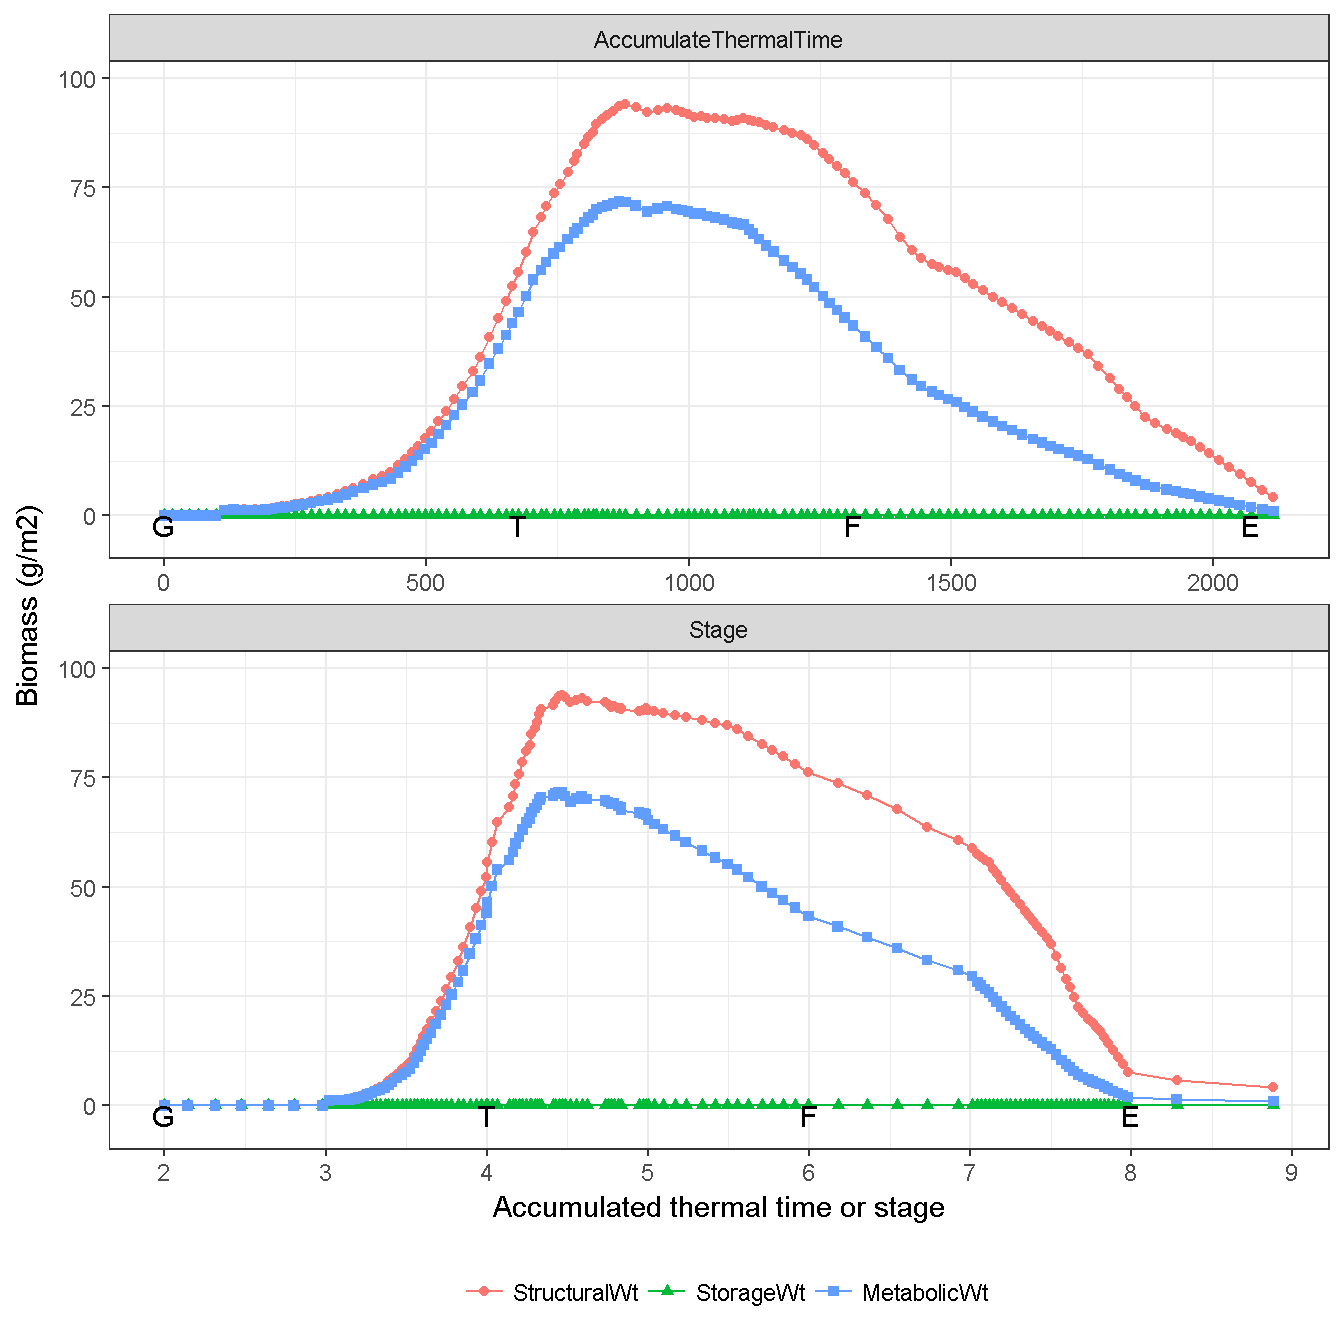 AccumulateThermalTime
100
75
50
25
0
G T F E
0 500 1000 1500 2000
Biomass (g/m2)
Stage
100
75
50
25
0
G T F E
2 3 4 5 6 7 8 9
Accumulated thermal time or stage
StructuralWt StorageWt MetabolicWt